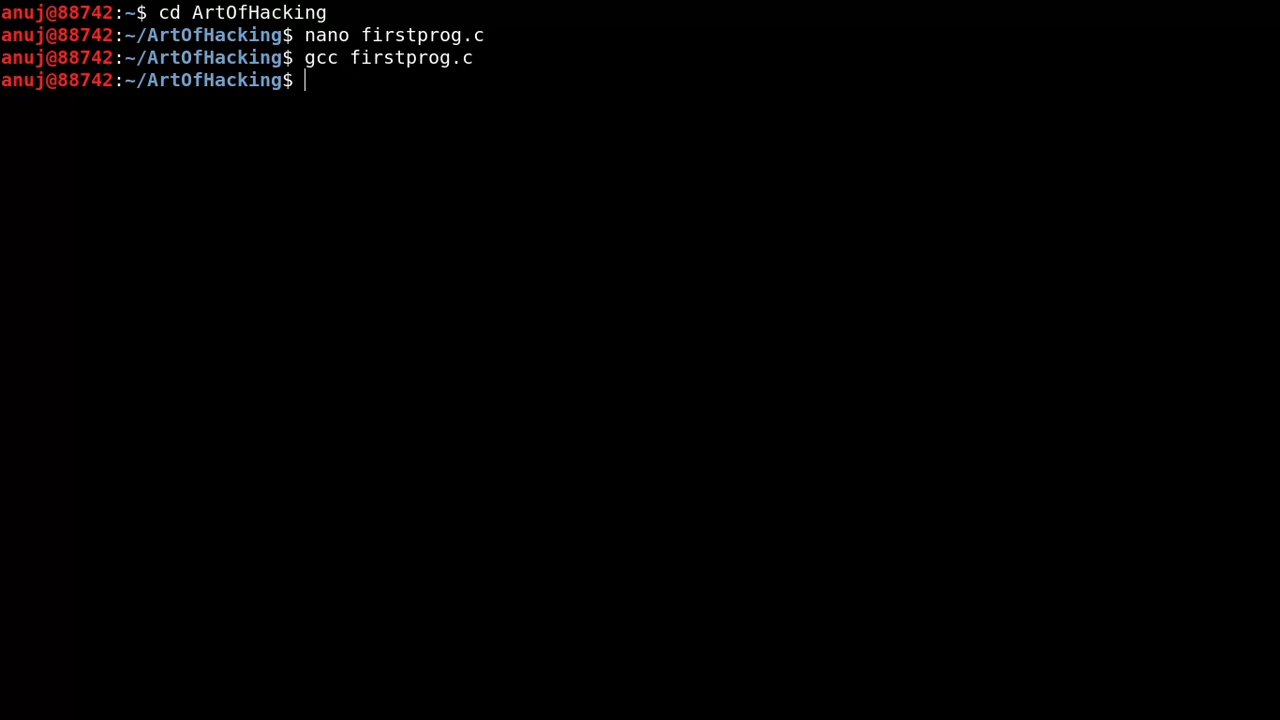 anuj@88742:~$ cd ArtOfHacking
anuj@88742:~/ArtOfHacking$ nano firstprog.c
anuj@88742:~/ArtOfHacking$ gcc firstprog.c
anuj@88742:~/ArtOfHacking$